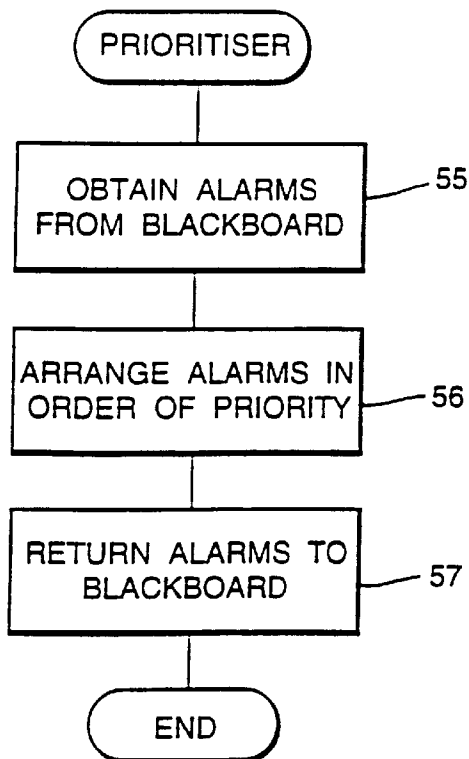 PRIORITISER
OBTAIN ALARMS
FROM BLACKBOARD
55
ARRANGE ALARMS IN
ORDER OF PRIORITY
56
RETURN ALARMS TO
BLACKBOARD
57
END